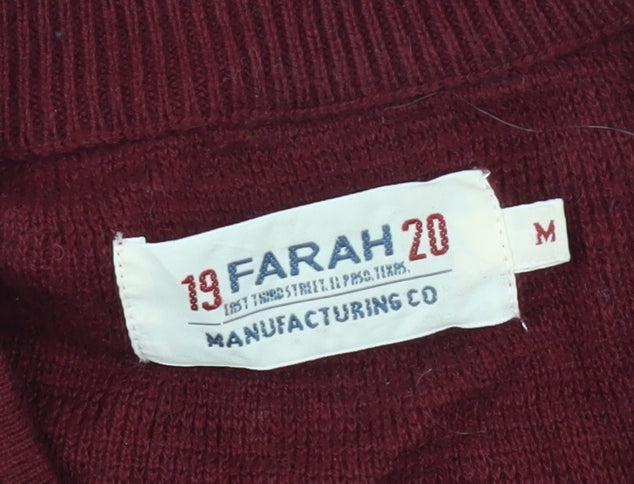 19 FARAH 20
EAST THIRD STREET. EL PASO. TEXAS.
MANUFACTURING CO
M